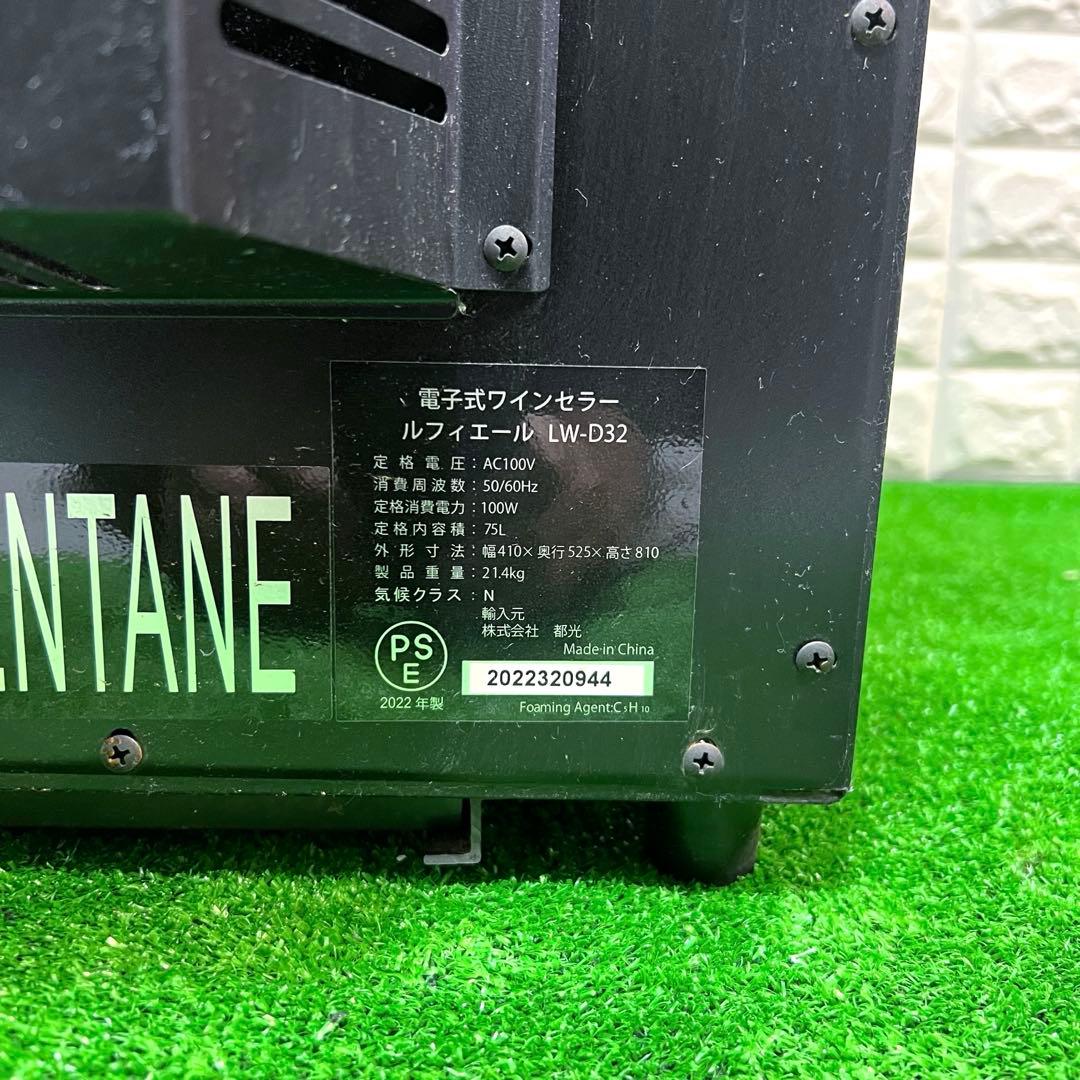 電子式ワインセラー
ルフィエール LW-D32
定格電圧：AC100V
消費周波数：50/60Hz
定格消費電力：100W
定格内容積：75L
外形寸法：幅410×奥行525×高さ810
製品重量：21.4kg
気候クラス：N
輸入元
株式会社 都光
Made in China
PSE
2022320944
2022年製
Foaming Agent:C5H10
ENTANE